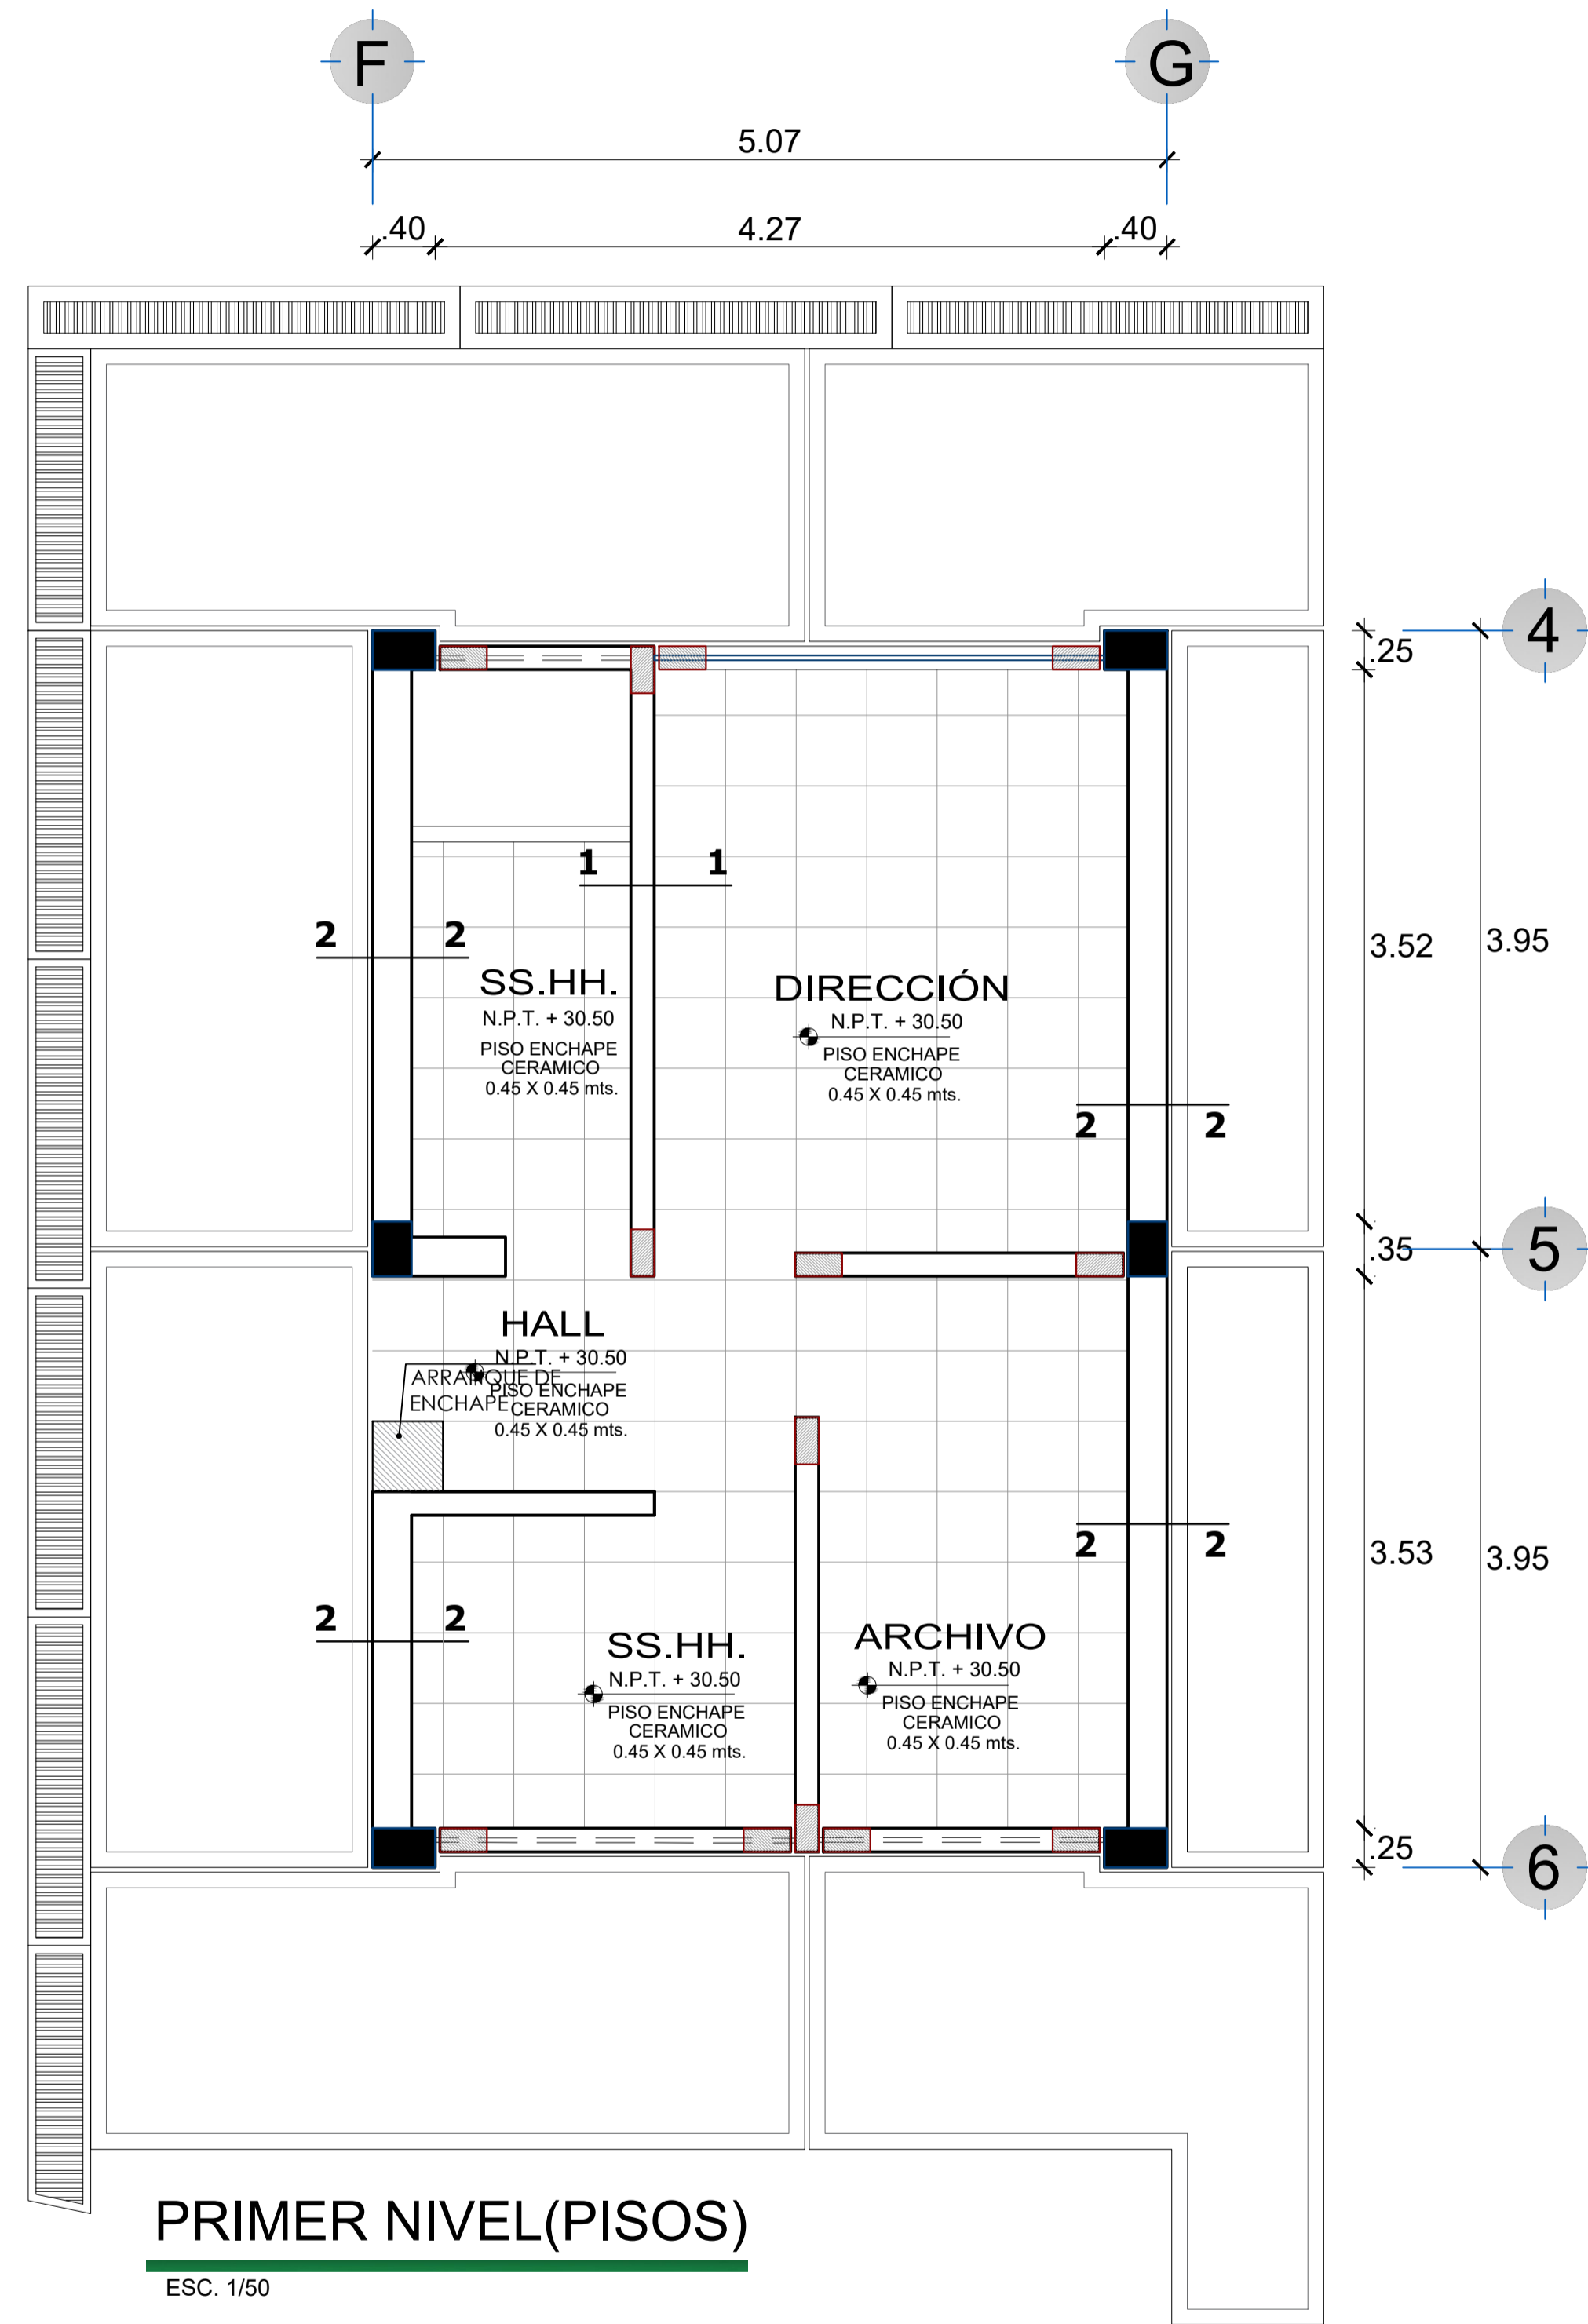 F
G
5.07
.40
4.27
.40
4
.25
1
1
2
2
3.52
3.95
SS.HH.
N.P.T. + 30.50
PISO ENCHAPE
CERAMICO
0.45 X 0.45 mts.
DIRECCIÓN
N.P.T. + 30.50
PISO ENCHAPE
CERAMICO
0.45 X 0.45 mts.
2
2
.35
5
HALL
N.P.T. + 30.50
PISO ENCHAPE
CERAMICO
0.45 X 0.45 mts.
ARRANQUE DE
ENCHAPE
2
2
3.53
3.95
2
2
SS.HH.
N.P.T. + 30.50
PISO ENCHAPE
CERAMICO
0.45 X 0.45 mts.
ARCHIVO
N.P.T. + 30.50
PISO ENCHAPE
CERAMICO
0.45 X 0.45 mts.
.25
6
PRIMER NIVEL(PISOS)
ESC. 1/50